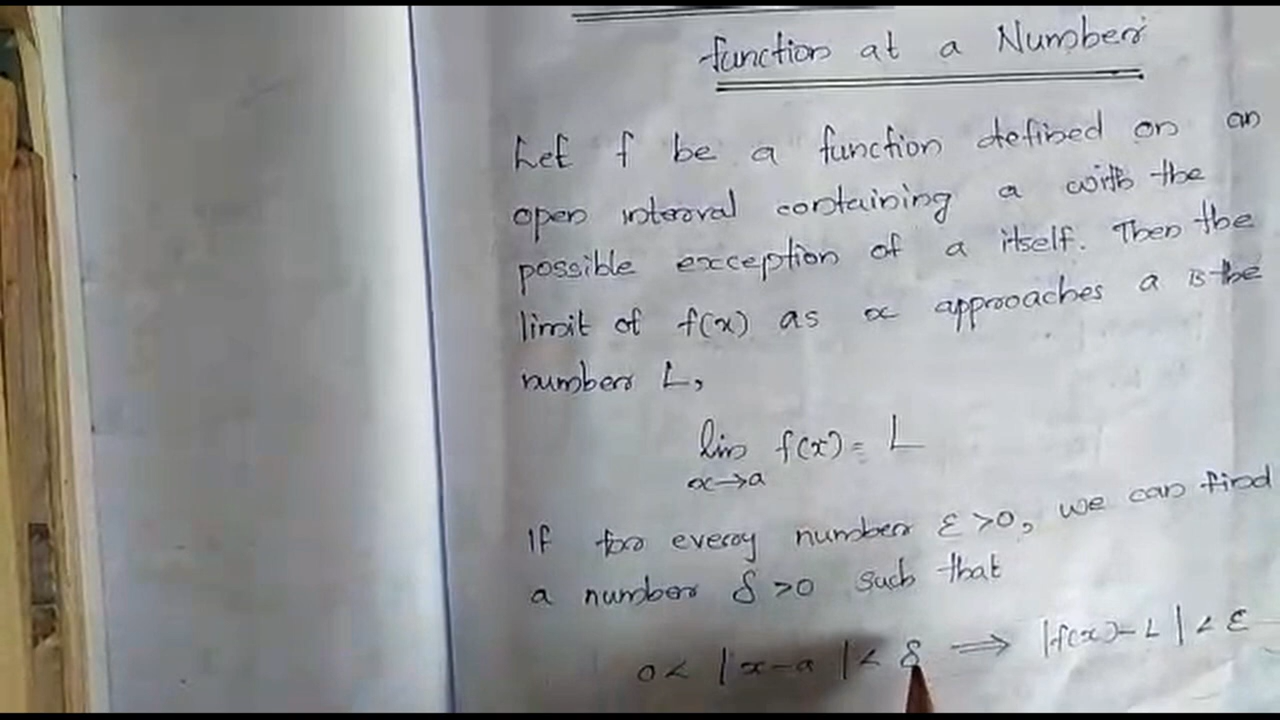 function at a Number
Let f be a function defined on an
open interval containing a with the
possible exception of a itself. Then the
limit of f(x) as x approaches a is the
number L,
lim f(x) = L
x→a
If for every number ε>0, we can find
a number δ>0 such that
0< |x-a|< δ ⟹ |f(x)-L|< ε